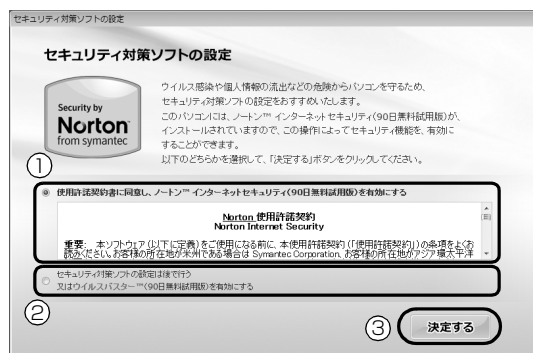 セキュリティ対策ソフトの設定
セキュリティ対策ソフトの設定
Security by
Norton
from symantec
ウイルス感染や個人情報の流出などの危険からパソコンを守るため、
セキュリティ対策ソフトの設定をおすすめいたします。
このパソコンには、ノートン™ インターネットセキュリティ(90日無料試用版)が、
インストールされていますので、この操作によってセキュリティ機能を、有効に
することができます。
以下のどちらかを選択して、「決定する」ボタンをクリックしてください。
①
使用許諾契約書に同意し、ノートン™ インターネットセキュリティ(90日無料試用版)を有効にする
Norton 使用許諾契約
Norton Internet Security
重要: 本ソフトウェア(以下に定義)をご使用になる前に、本使用許諾契約(「使用許諾契約」)の条項をよくお
読みください。お客様の所在地が米州である場合は Symantec Corporation、お客様の所在地がアジア環太平洋
セキュリティ対策ソフトの設定は後で行う
又はウイルスバスター™(90日無料試用版)を有効にする
②
③
決定する